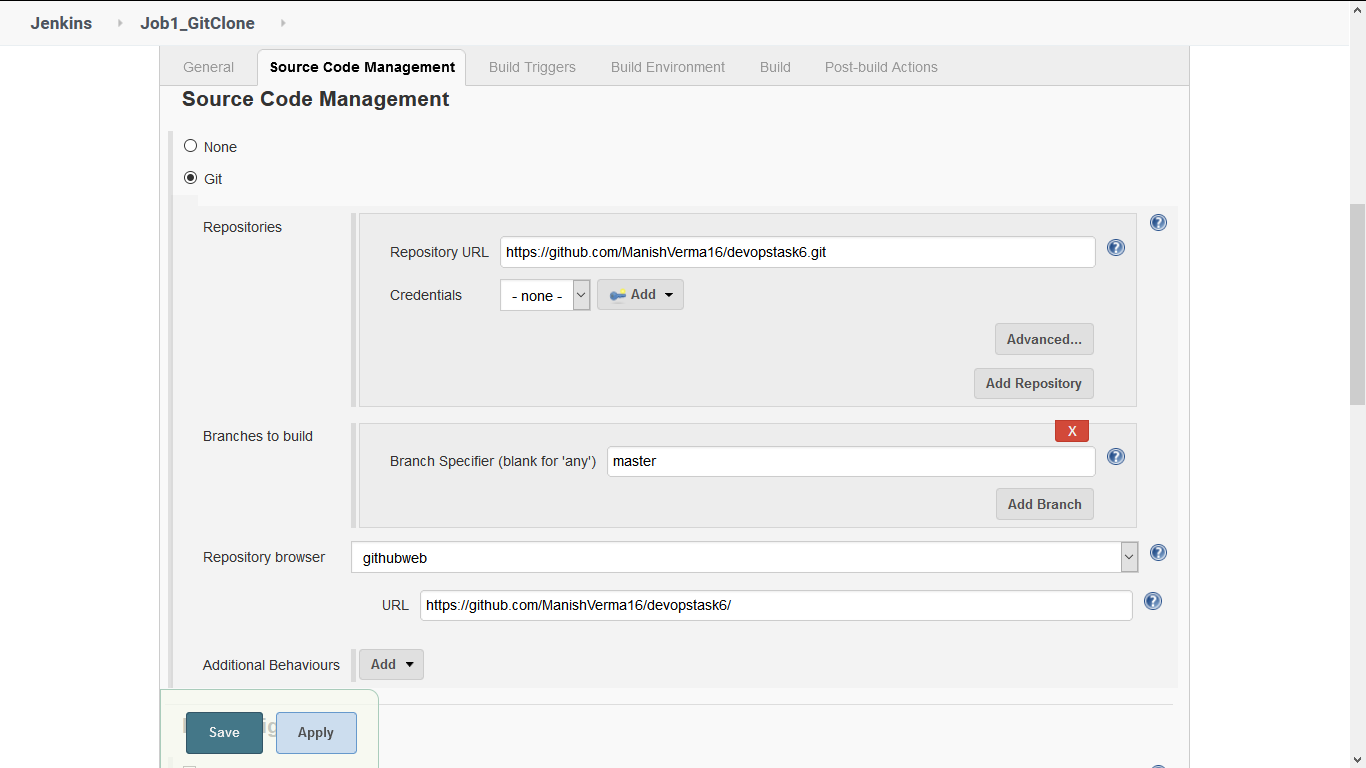 Jenkins Job1_GitClone
General Source Code Management Build Triggers Build Environment Build Post-build Actions
Source Code Management
None
Git
Repositories
Repository URL https://github.com/ManishVerma16/devopstask6.git
Credentials - none - Add
Advanced...
Add Repository
Branches to build
X
Branch Specifier (blank for 'any') master
Add Branch
Repository browser githubweb
URL https://github.com/ManishVerma16/devopstask6/
Additional Behaviours Add
Save Apply